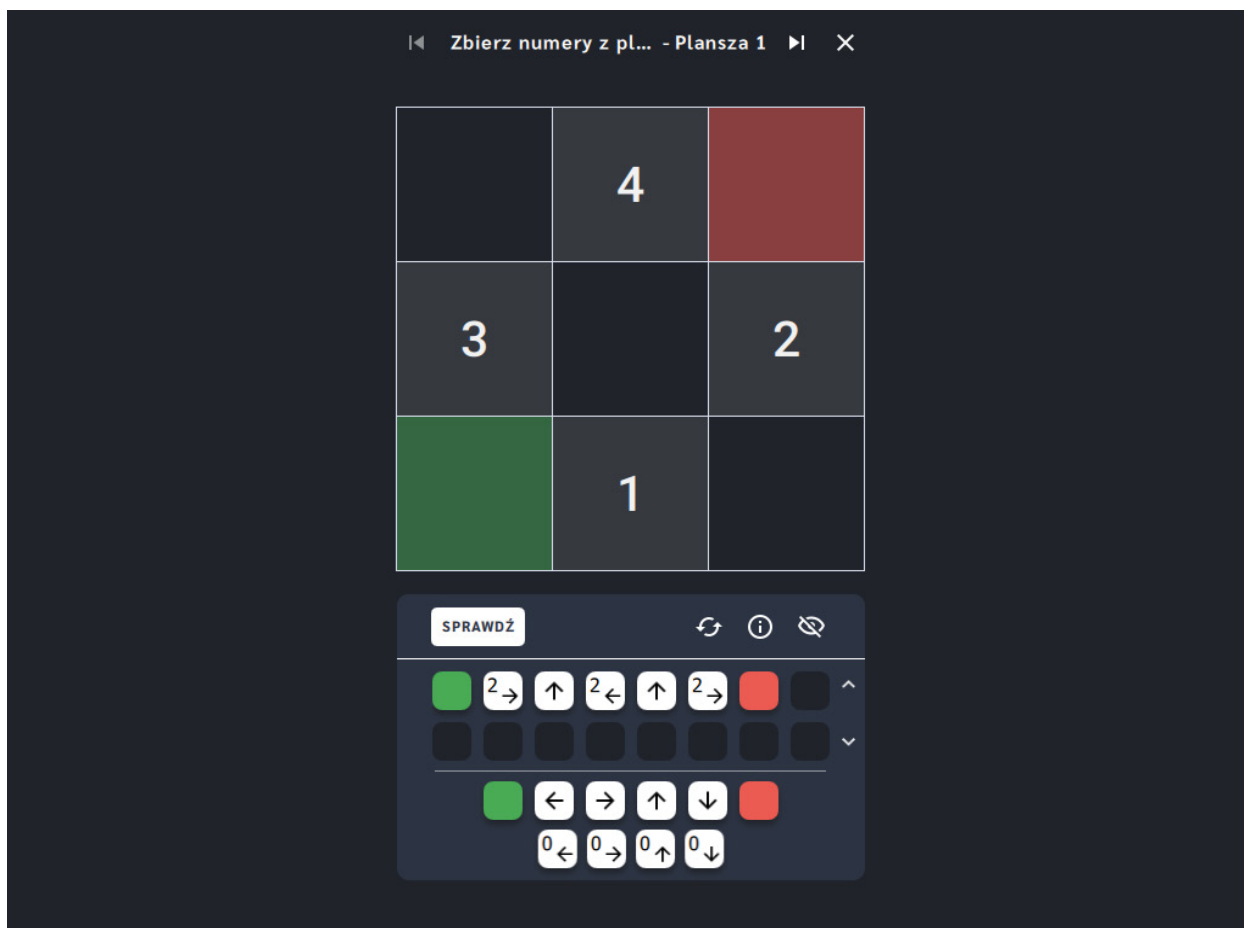 Zbierz numery z pl... - Plansza 1
4
3 2
1
SPRAWDŹ
2→ ↑ 2← ↑ 2→
← → ↑ ↓
0← 0→ 0↑ 0↓